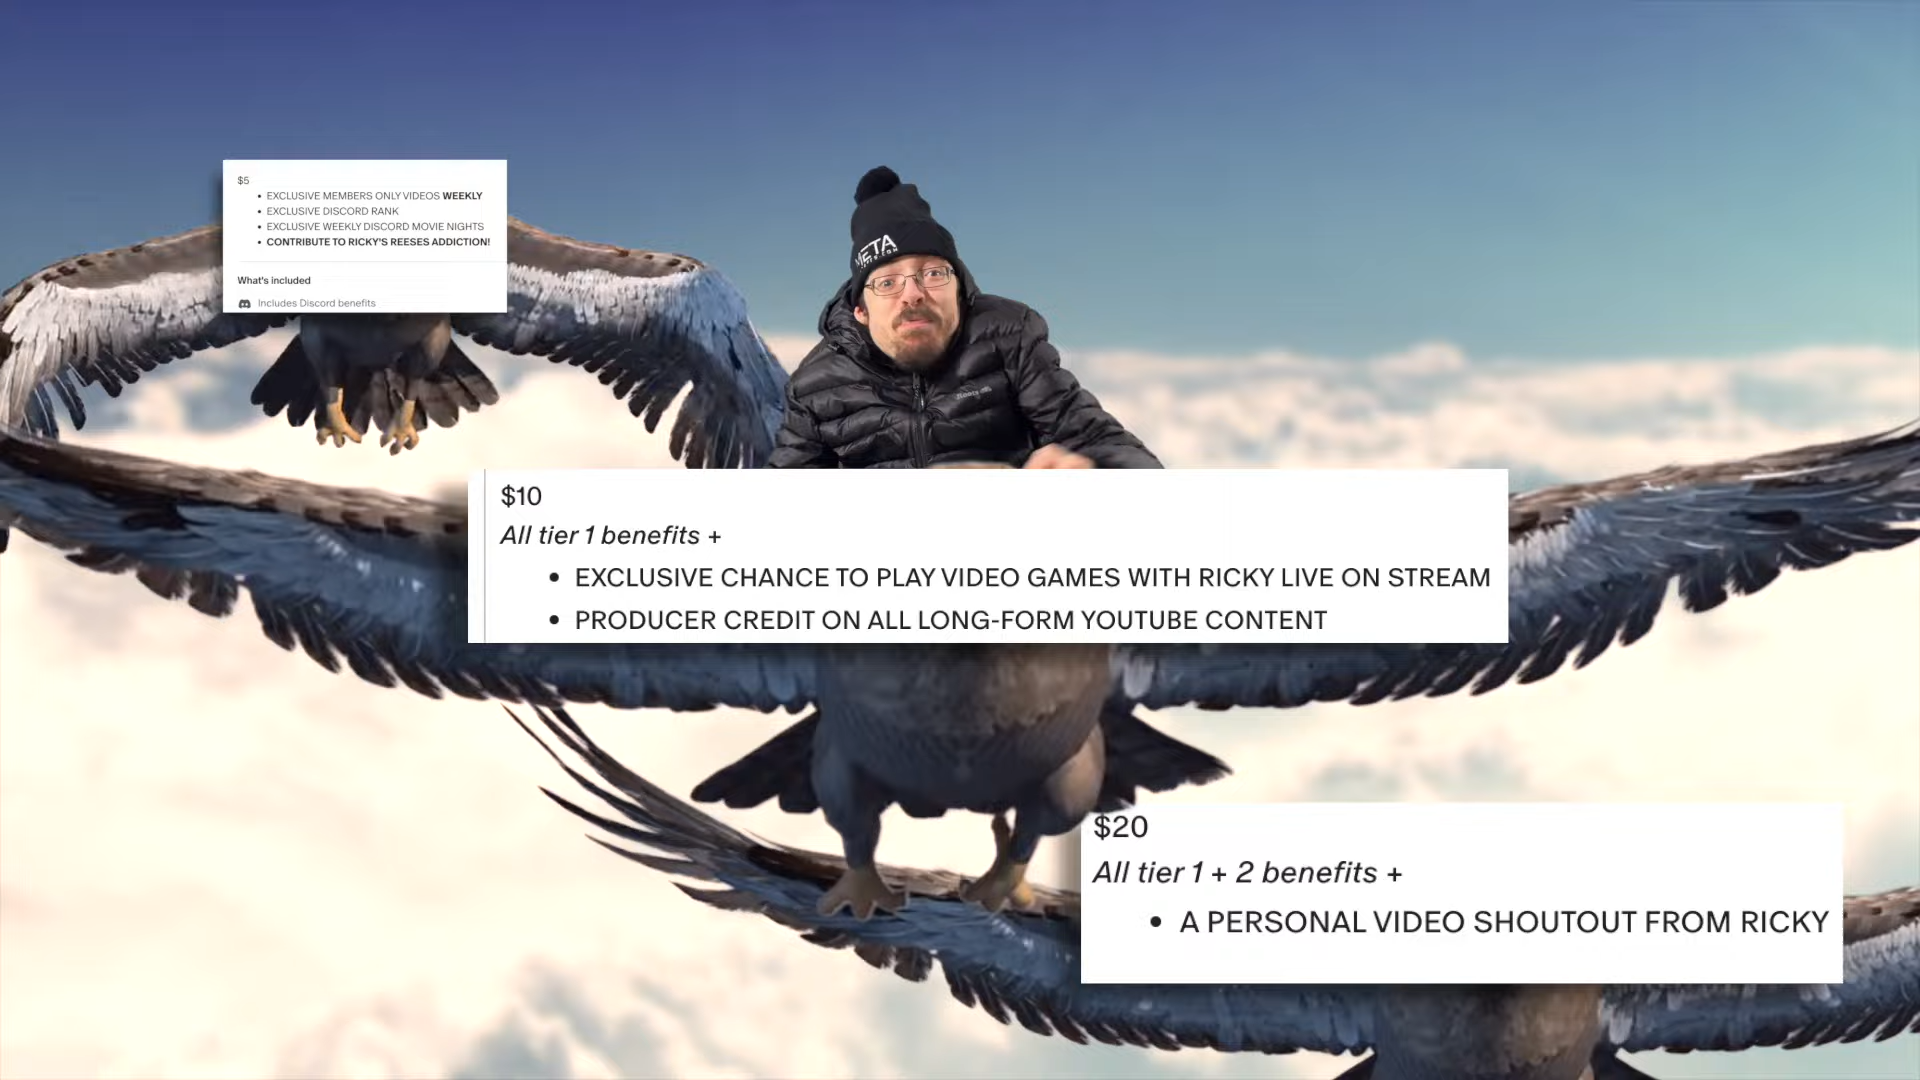 $5
• EXCLUSIVE MEMBERS ONLY VIDEOS WEEKLY
• EXCLUSIVE DISCORD RANK
• EXCLUSIVE WEEKLY DISCORD MOVIE NIGHTS
• CONTRIBUTE TO RICKY'S REESES ADDICTION!
What's included
Includes Discord benefits
META
$10
All tier 1 benefits +
• EXCLUSIVE CHANCE TO PLAY VIDEO GAMES WITH RICKY LIVE ON STREAM
• PRODUCER CREDIT ON ALL LONG-FORM YOUTUBE CONTENT
$20
All tier 1 + 2 benefits +
• A PERSONAL VIDEO SHOUTOUT FROM RICKY